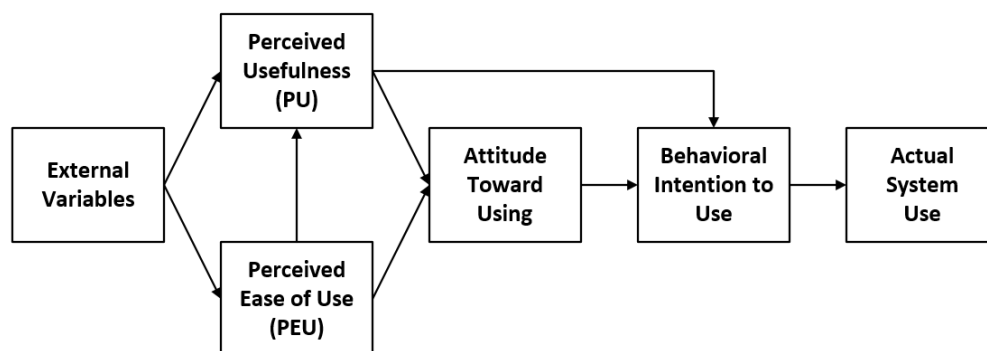 External
Variables
Perceived
Usefulness
(PU)
Perceived
Ease of Use
(PEU)
Attitude
Toward
Using
Behavioral
Intention to
Use
Actual
System
Use